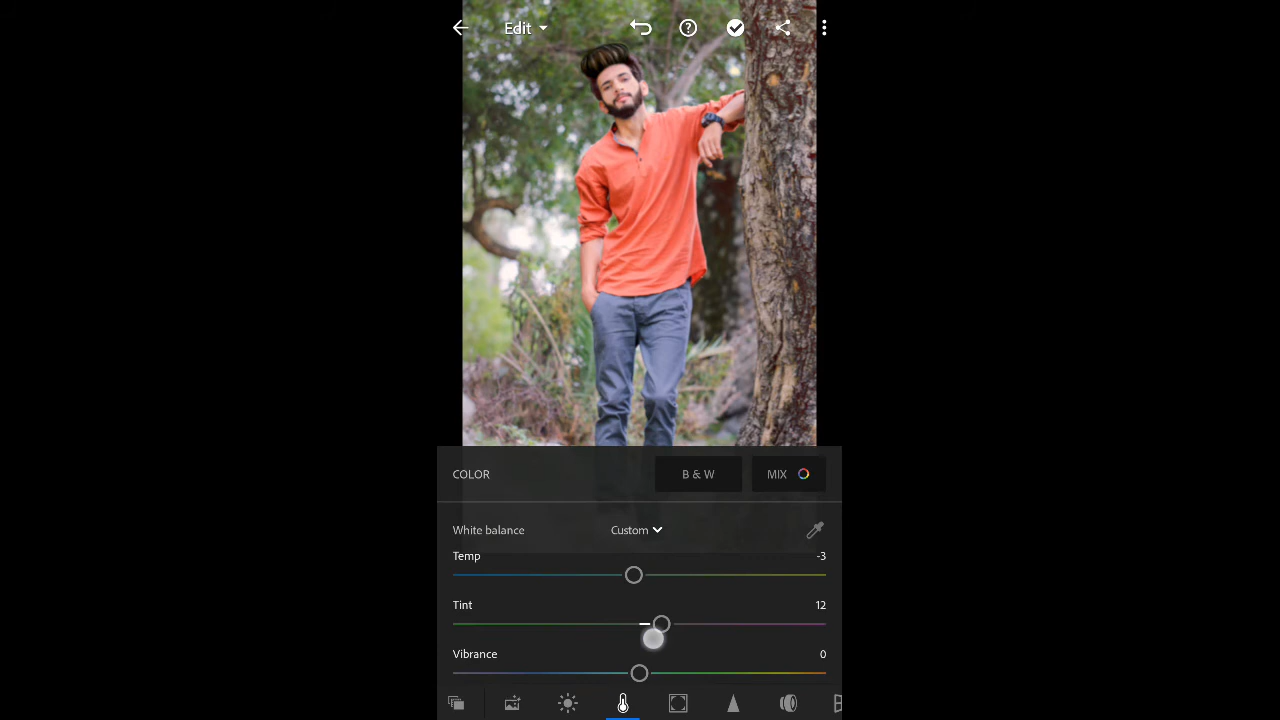 Edit
COLOR B & W MIX
White balance Custom
Temp -3
Tint 12
Vibrance 0